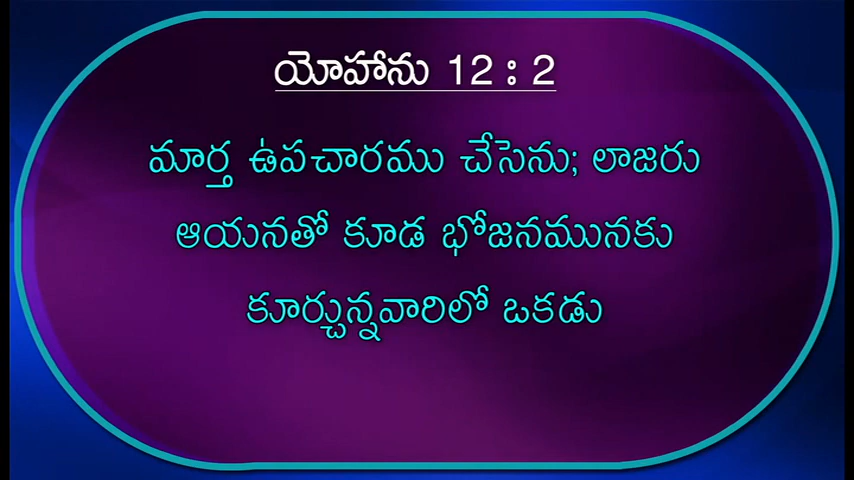 యోహాను 12 : 2
మార్త ఉపచారము చేసెను; లాజరు
ఆయనతో కూడ భోజనమునకు
కూర్చున్నవారిలో ఒకడు